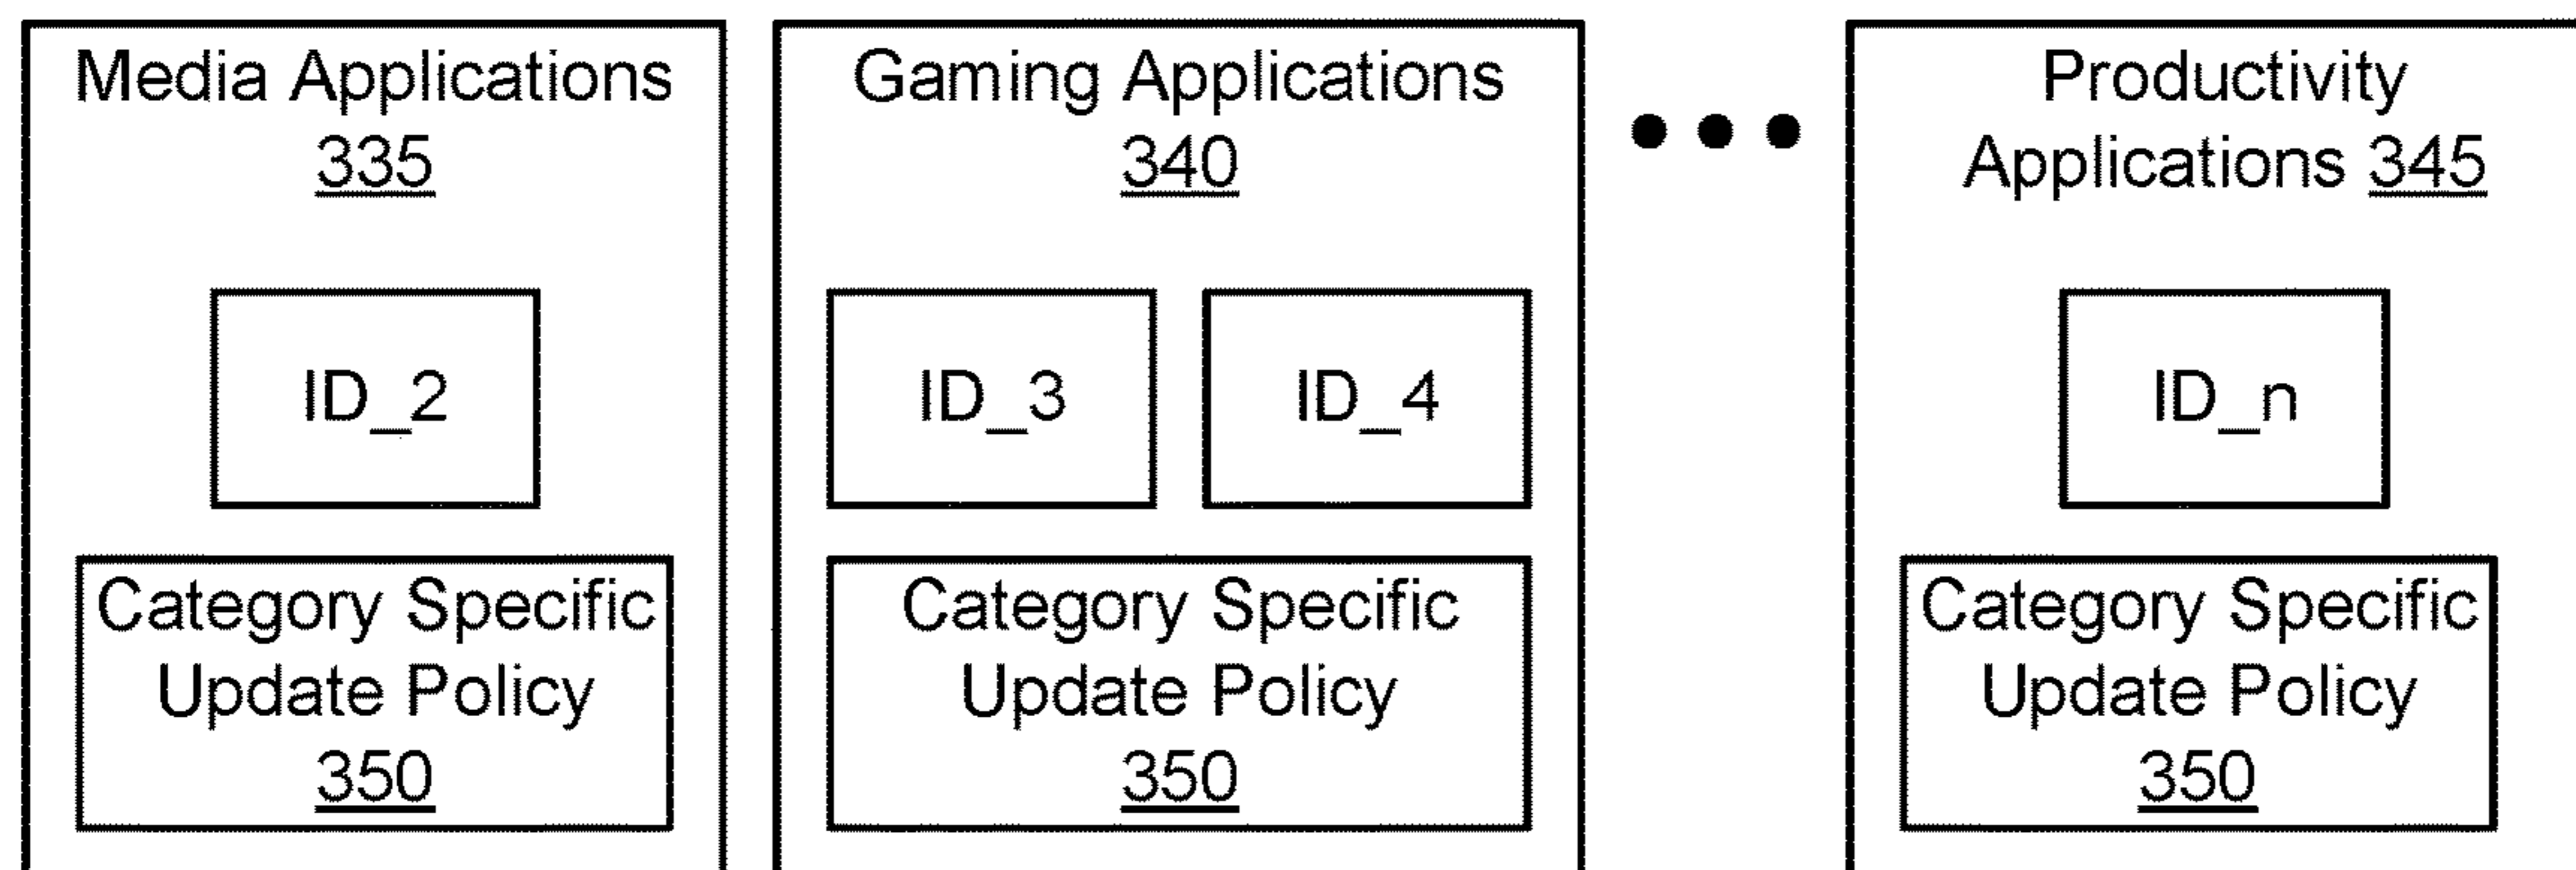 Media Applications
335
ID_2
Category Specific
Update Policy
350
Gaming Applications
340
ID_3
ID_4
Category Specific
Update Policy
350
Productivity
Applications 345
ID_n
Category Specific
Update Policy
350